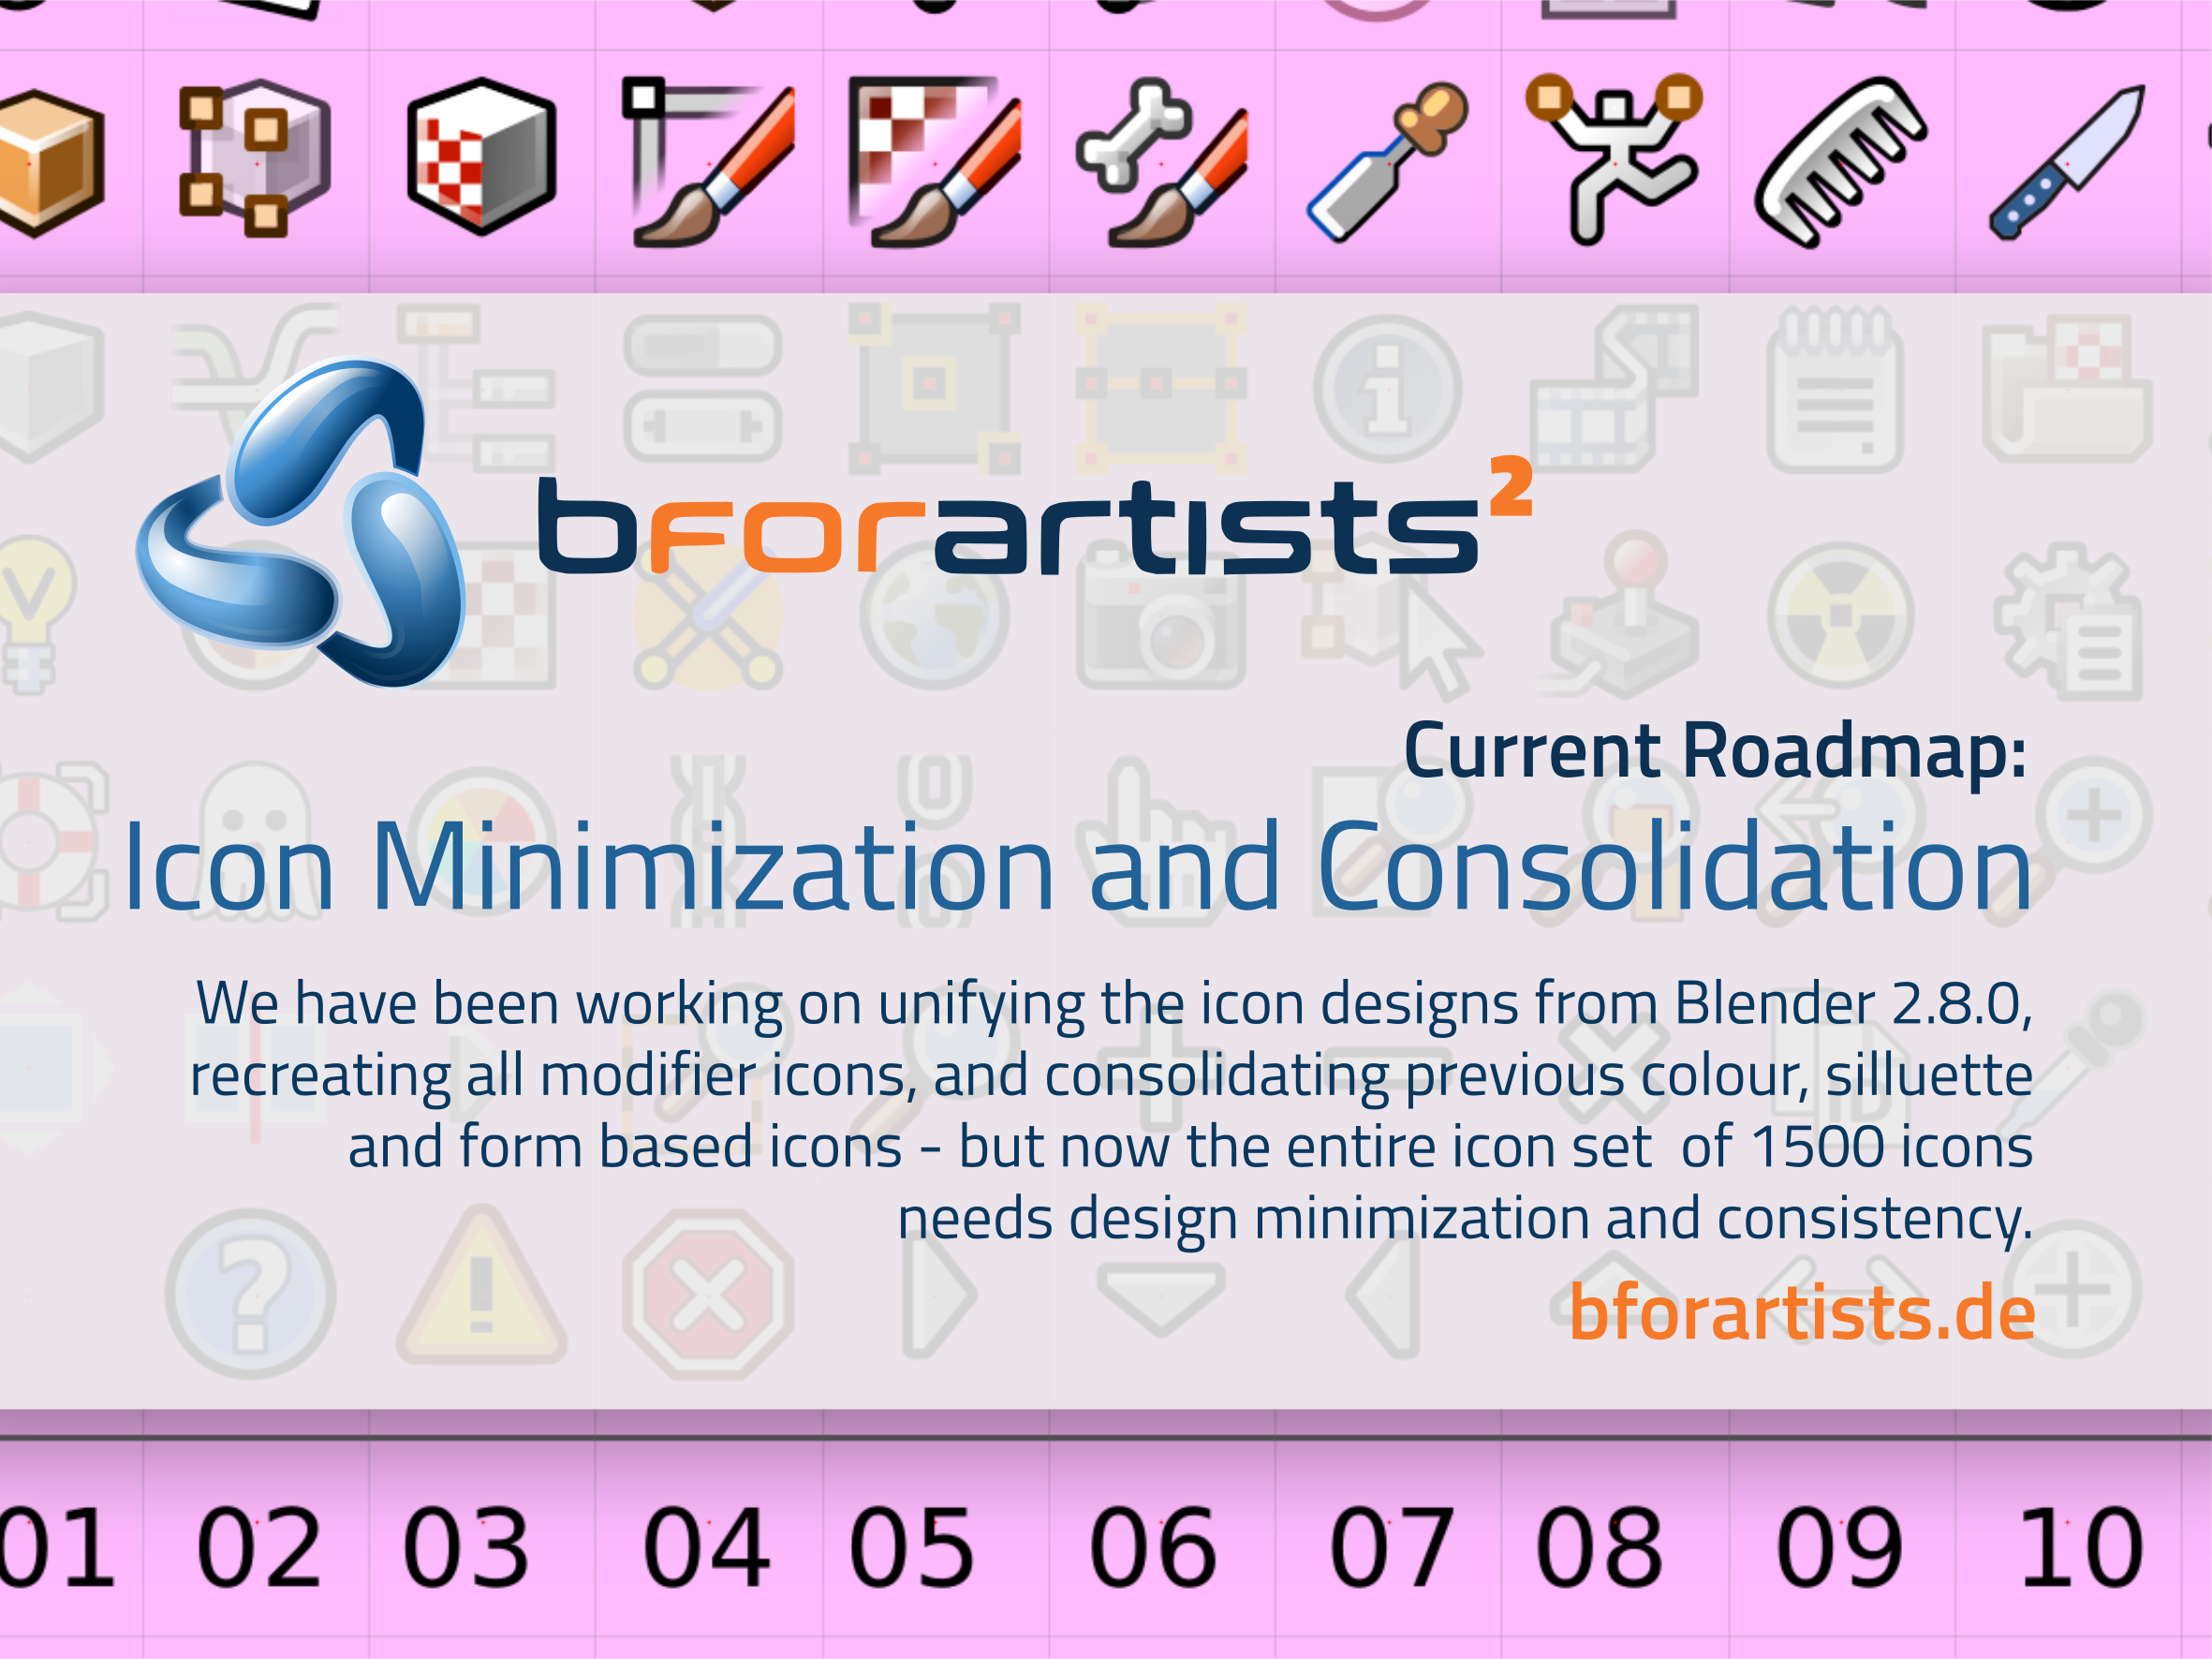 bforartists²
Current Roadmap:
Icon Minimization and Consolidation
We have been working on unifying the icon designs from Blender 2.8.0,
recreating all modifier icons, and consolidating previous colour, silluette
and form based icons - but now the entire icon set  of 1500 icons
needs design minimization and consistency.
bforartists.de
01 02 03 04 05 06 07 08 09 10